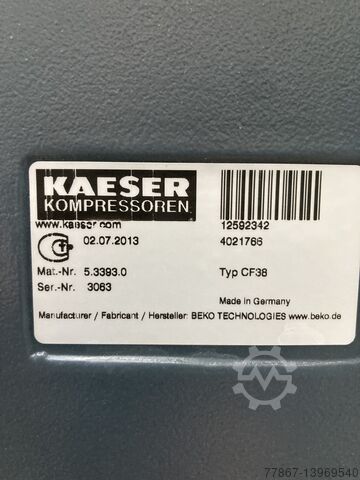 KAESER
KOMPRESSOREN
www.kaeser.com 12592342
02.07.2013 4021766
Mat.-Nr. 5.3393.0 Typ CF38
Ser.-Nr. 3063
Made in Germany
Manufacturer / Fabricant / Hersteller: BEKO TECHNOLOGIES www.beko.de
77867-13969540